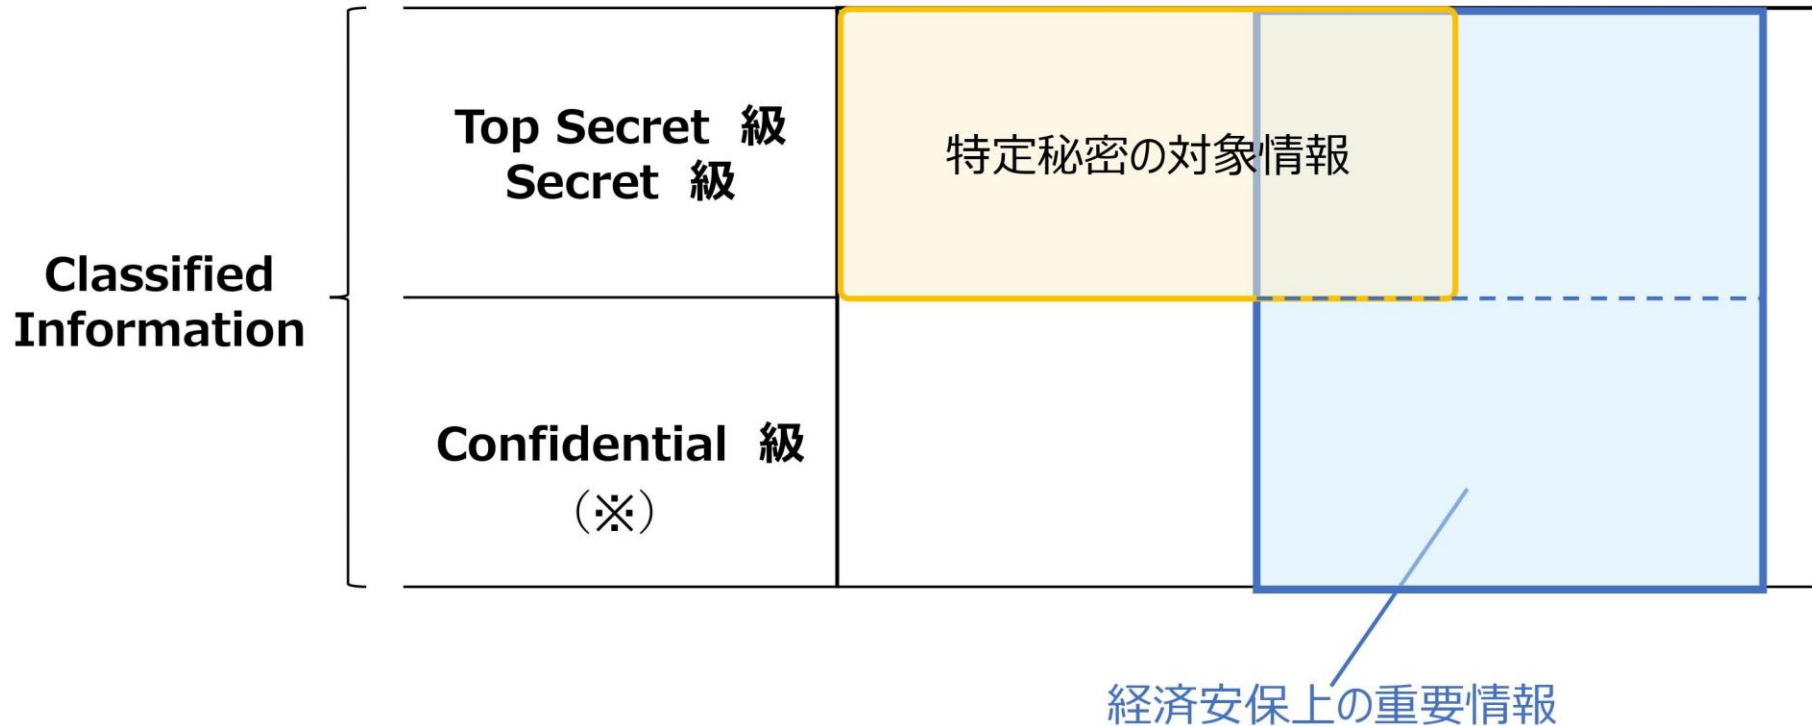 Classified
Information
Top Secret 級
Secret 級
Confidential 級
（※）
特定秘密の対象情報
経済安保上の重要情報